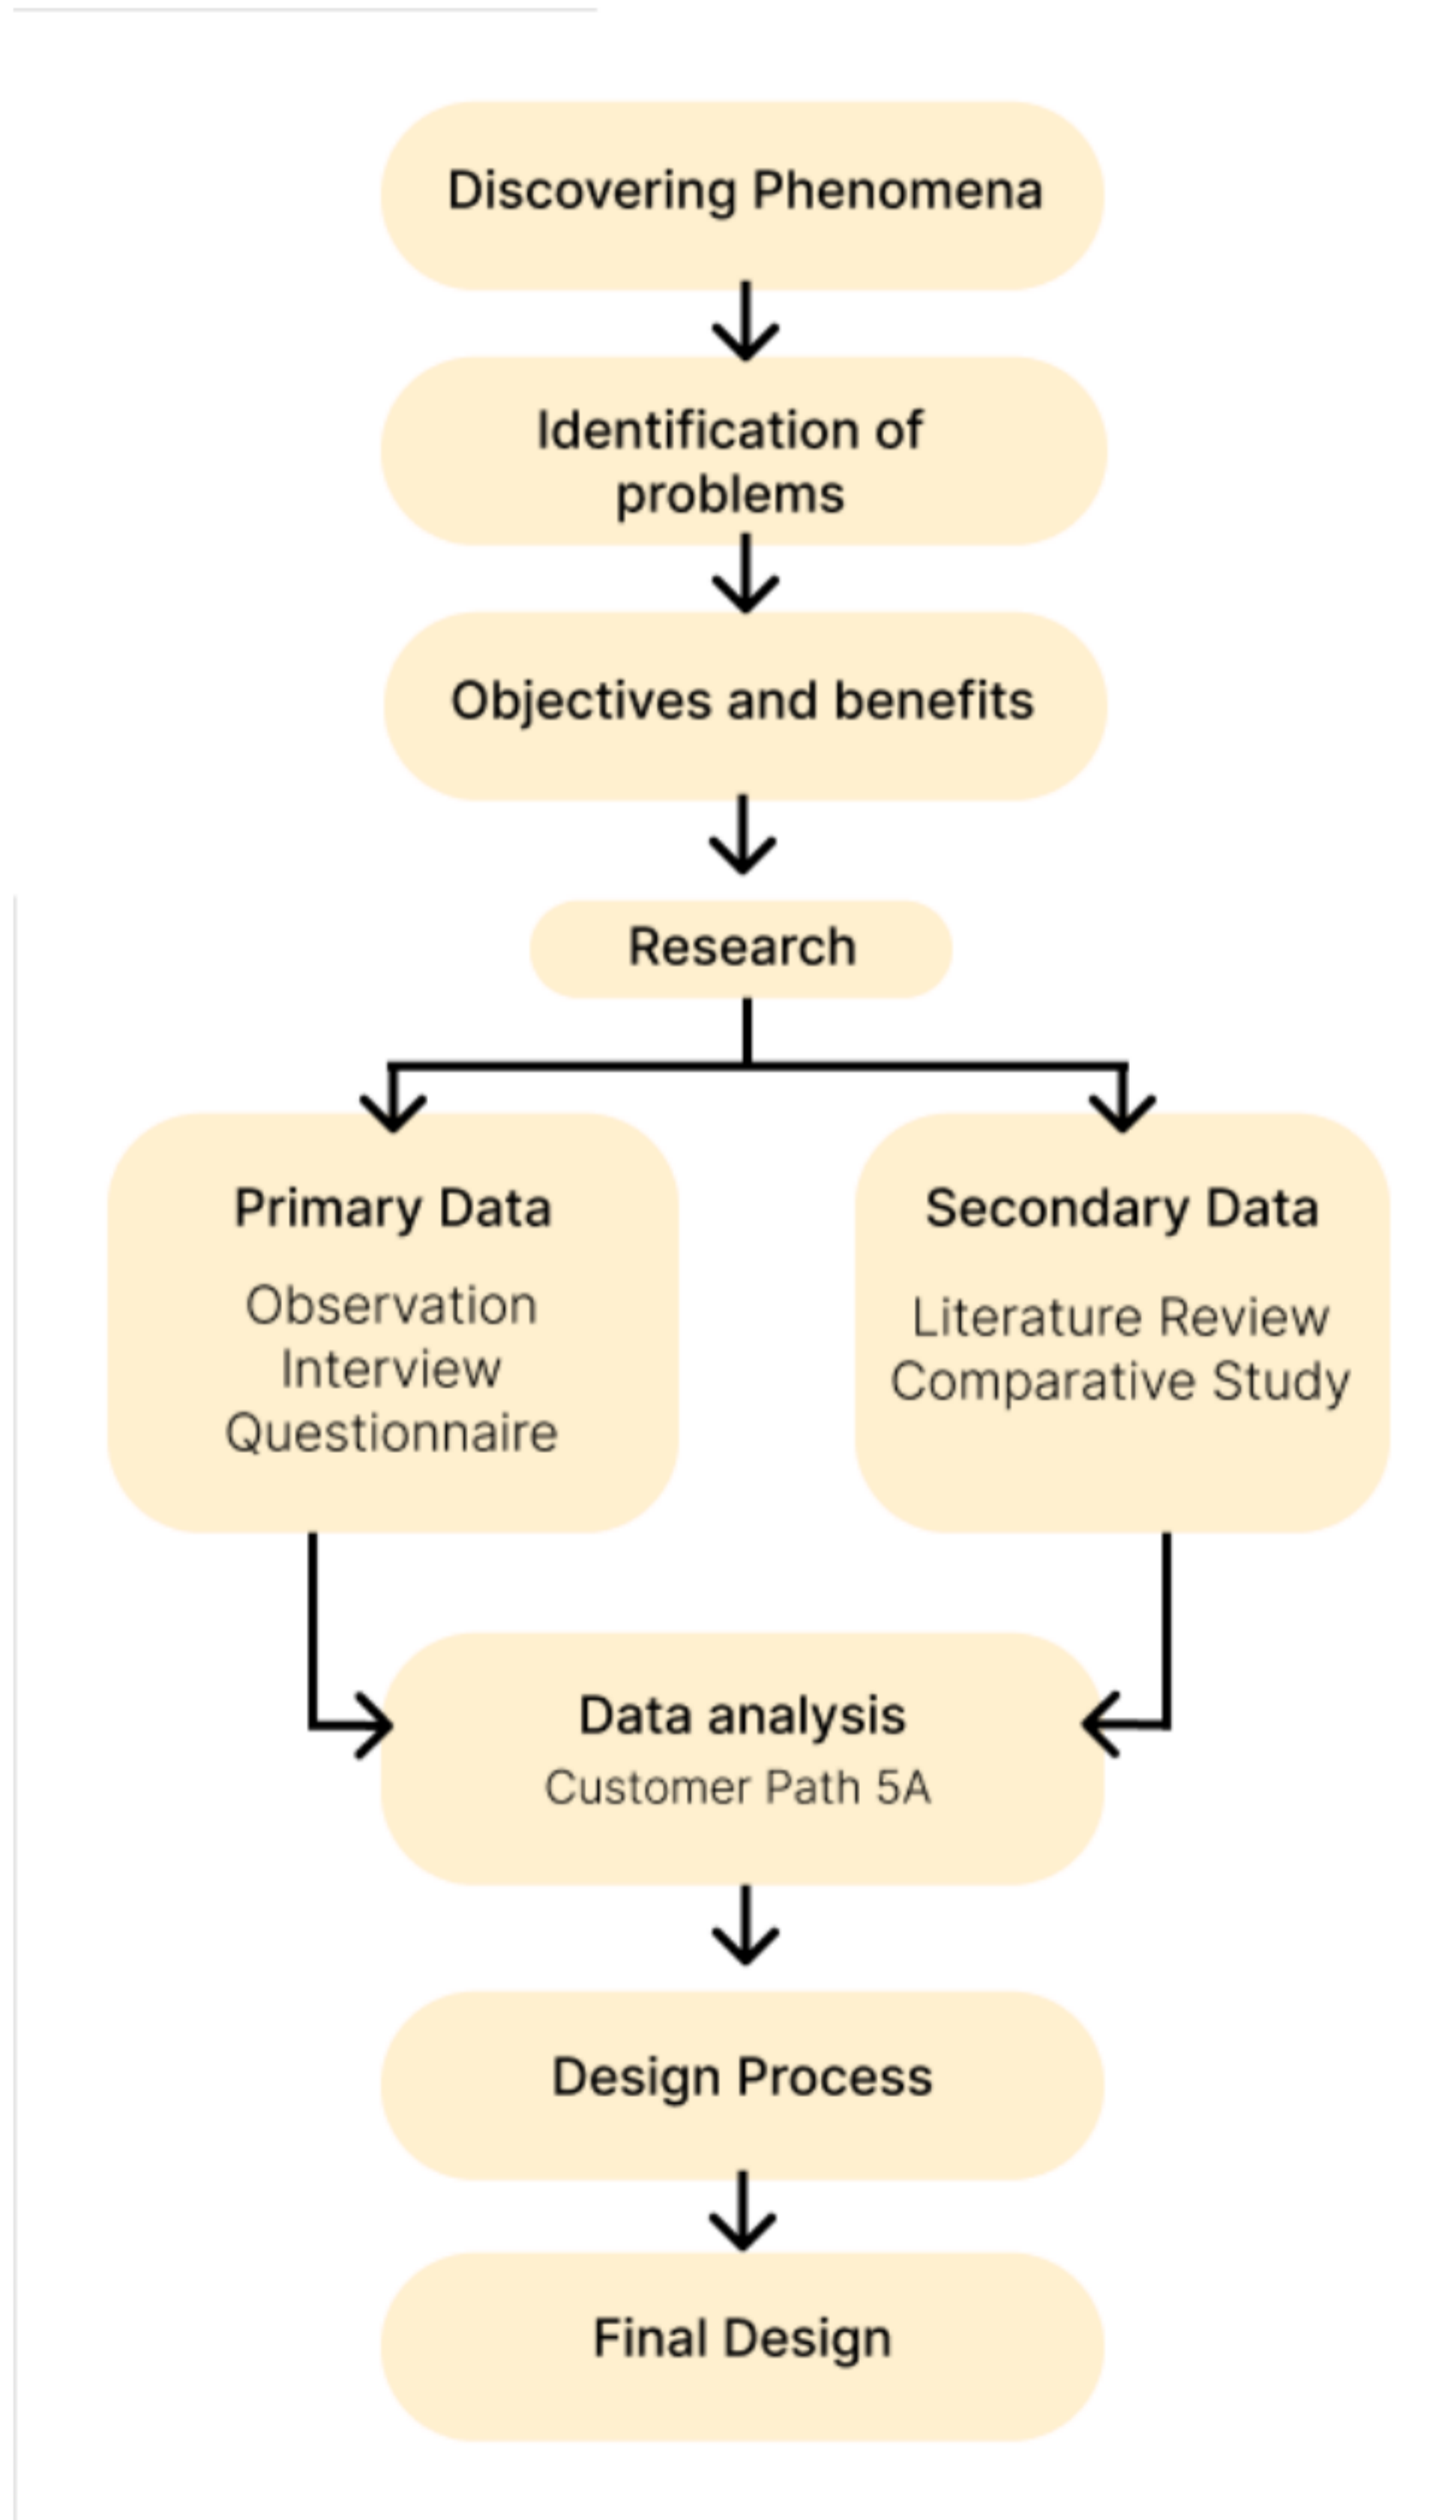 Discovering Phenomena
Identification of
problems
Objectives and benefits
Research
Primary Data
Observation
Interview
Questionnaire
Secondary Data
Literature Review
Comparative Study
Data analysis
Customer Path 5A
Design Process
Final Design